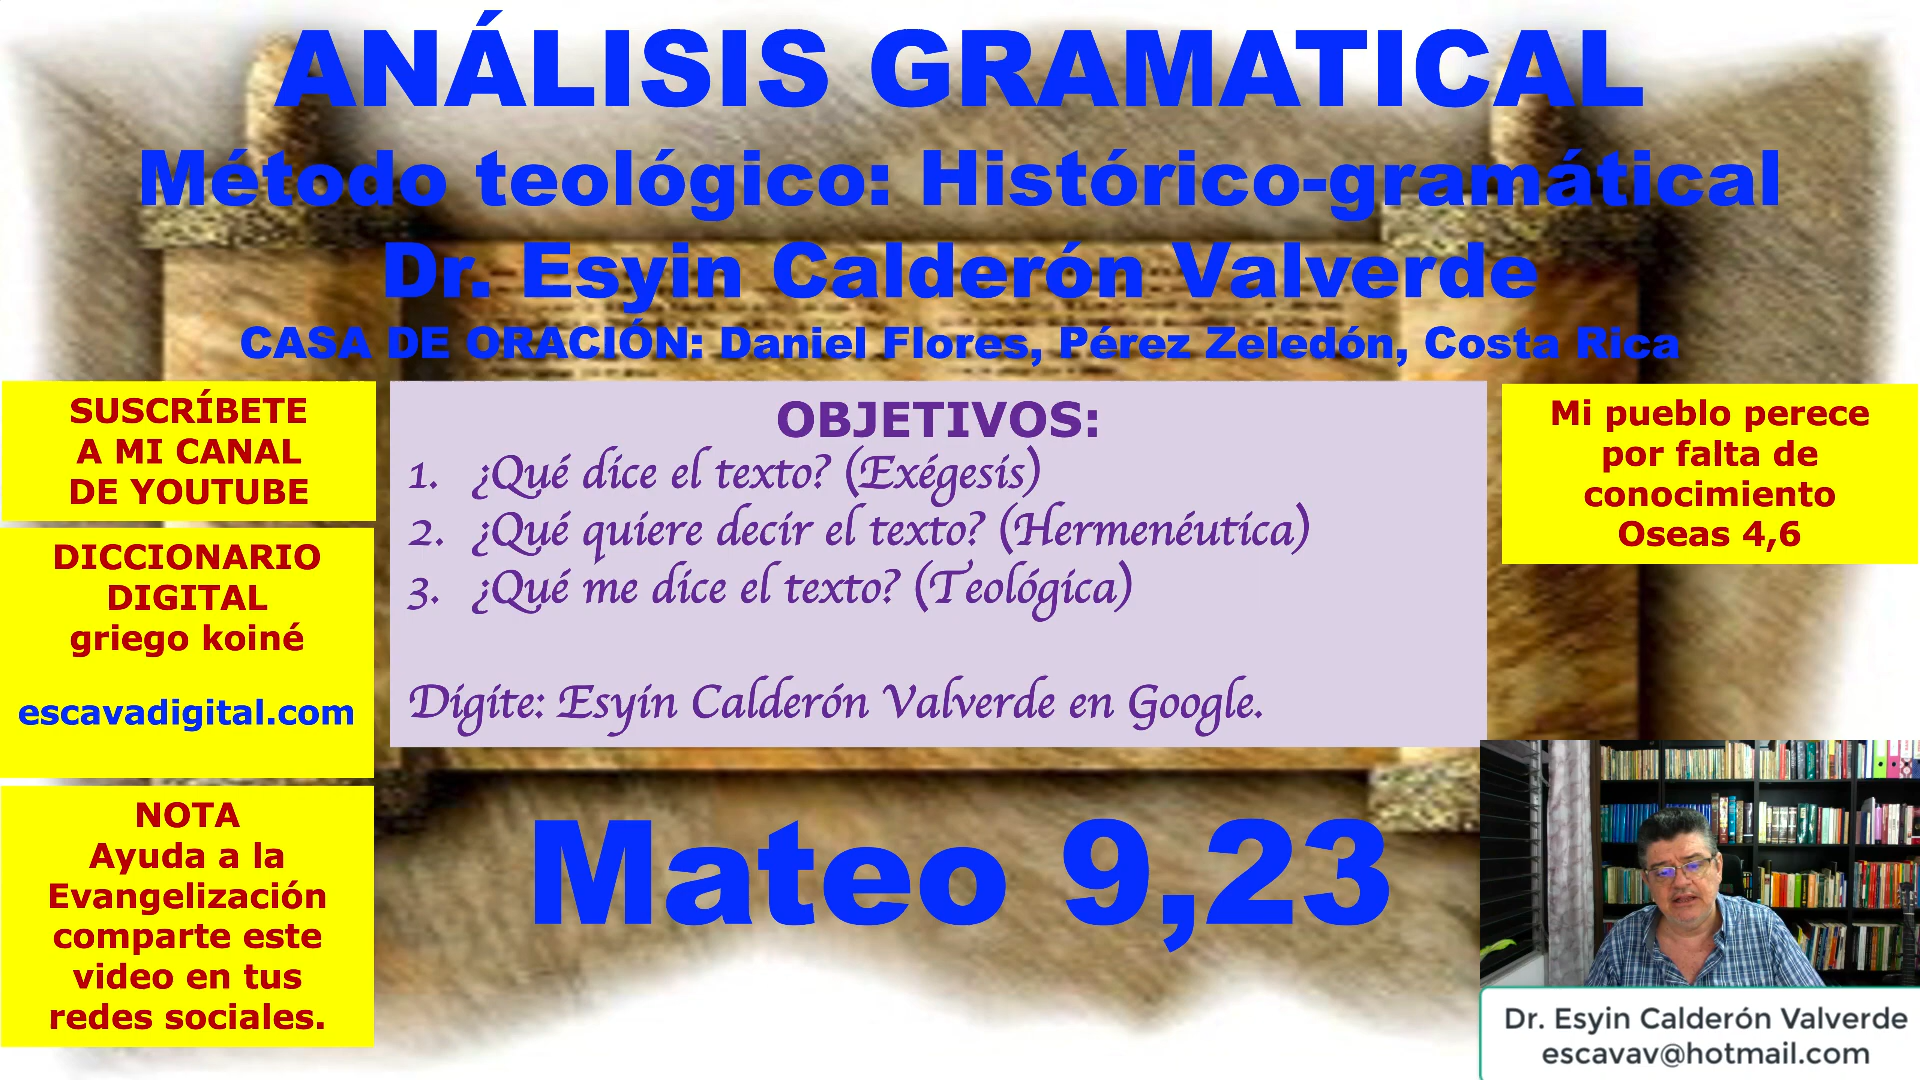 ANÁLISIS GRAMATICAL
Método teológico: Histórico-gramátical
Dr. Esyin Calderón Valverde
CASA DE ORACIÓN: Daniel Flores, Pérez Zeledón, Costa Rica
SUSCRÍBETE
A MI CANAL
DE YOUTUBE
DICCIONARIO
DIGITAL
griego koiné
escavadigital.com
NOTA
Ayuda a la
Evangelización
comparte este
video en tus
redes sociales.
OBJETIVOS:
1. ¿Qué dice el texto? (Exégesis)
2. ¿Qué quiere decir el texto? (Hermenéutica)
3. ¿Qué me dice el texto? (Teológica)
Digite: Esyin Calderón Valverde en Google.
Mi pueblo perece
por falta de
conocimiento
Oseas 4,6
Mateo 9,23
Dr. Esyin Calderón Valverde
escavav@hotmail.com